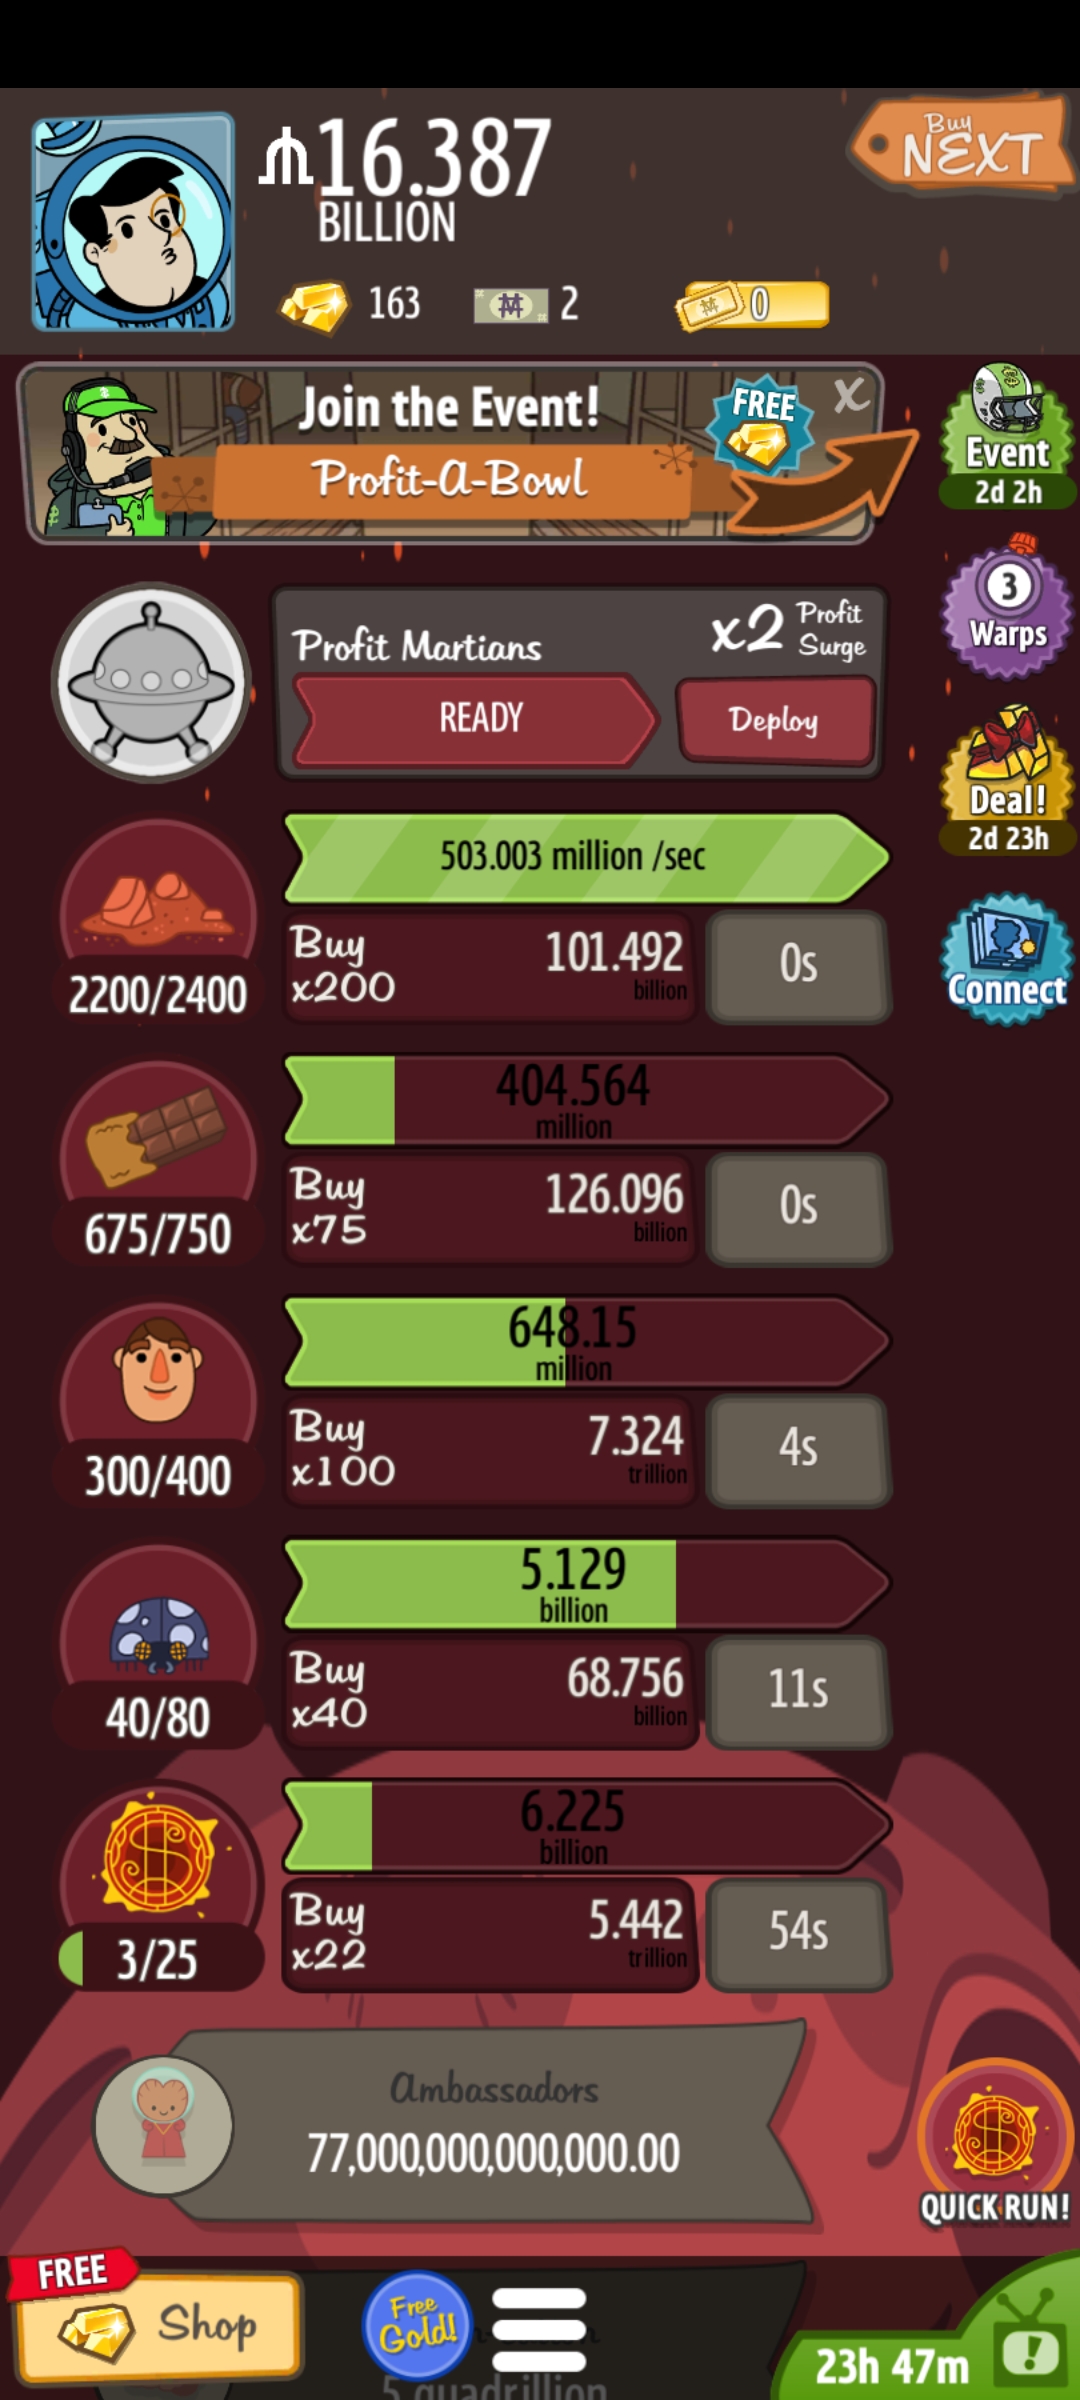 16.387
BILLION
Buy
NEXT
163
2
0
Join the Event!
FREE
X
Profit-A-Bowl
Event
2d 2h
3
Warps
Profit Martians
x2 Profit
Surge
READY
Deploy
Deal!
2d 23h
503.003 million /sec
2200/2400
Buy
x200
101.492
billion
0s
Connect
404.564
million
675/750
Buy
x75
126.096
billion
0s
648.15
million
300/400
Buy
x100
7.324
trillion
4s
5.129
billion
40/80
Buy
x40
68.756
billion
11s
6.225
billion
3/25
Buy
x22
5.442
trillion
54s
Ambassadors
77,000,000,000,000.00
QUICK RUN!
FREE
Shop
Free
Gold!
5 quadrillion
23h 47m